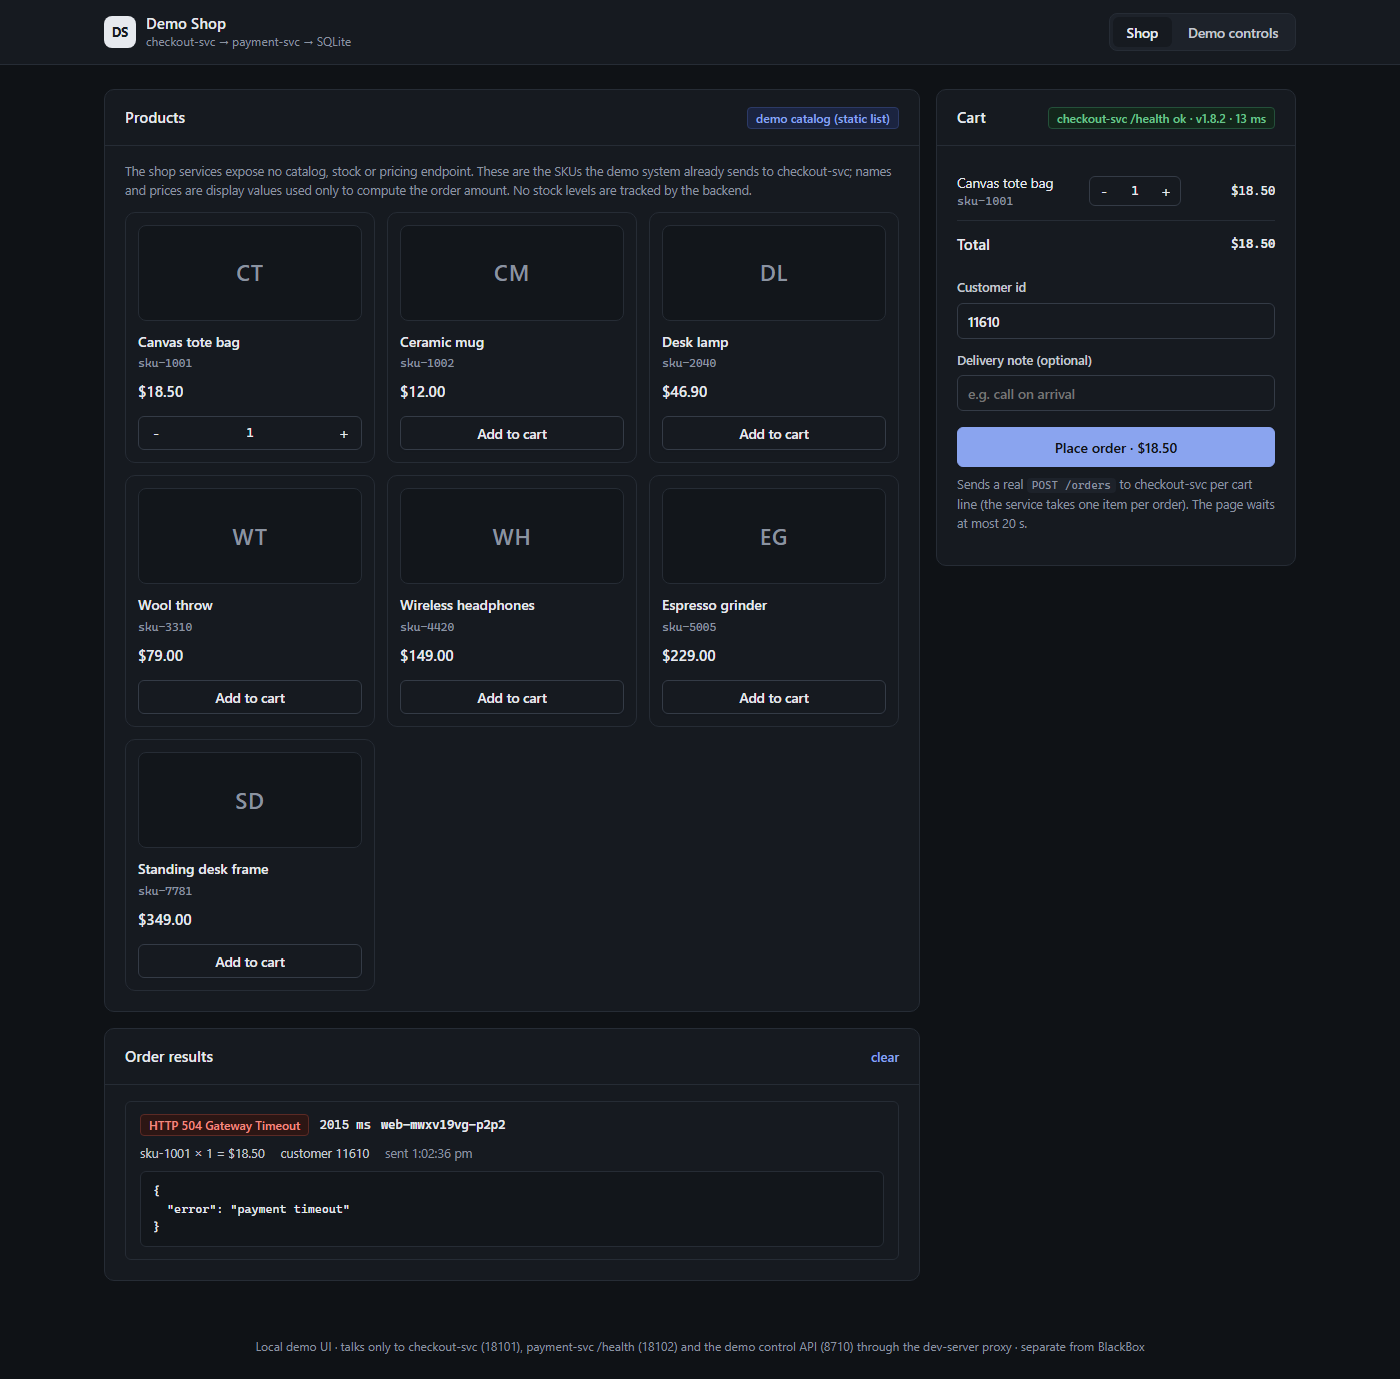 DS
Demo Shop
checkout-svc → payment-svc → SQLite
Shop
Demo controls
Products
demo catalog (static list)
The shop services expose no catalog, stock or pricing endpoint. These are the SKUs the demo system already sends to checkout-svc; names
and prices are display values used only to compute the order amount. No stock levels are tracked by the backend.
CT
Canvas tote bag
sku-1001
$18.50
- 1 +
CM
Ceramic mug
sku-1002
$12.00
Add to cart
DL
Desk lamp
sku-2040
$46.90
Add to cart
WT
Wool throw
sku-3310
$79.00
Add to cart
WH
Wireless headphones
sku-4420
$149.00
Add to cart
EG
Espresso grinder
sku-5005
$229.00
Add to cart
SD
Standing desk frame
sku-7781
$349.00
Add to cart
Cart
checkout-svc /health ok · v1.8.2 · 13 ms
Canvas tote bag
sku-1001
- 1 +
$18.50
Total $18.50
Customer id
11610
Delivery note (optional)
e.g. call on arrival
Place order · $18.50
Sends a real POST /orders to checkout-svc per cart
line (the service takes one item per order). The page waits
at most 20 s.
Order results
clear
HTTP 504 Gateway Timeout 2015 ms web-mwxv19vg-p2p2
sku-1001 × 1 = $18.50 customer 11610 sent 1:02:36 pm
{
"error": "payment timeout"
}
Local demo UI · talks only to checkout-svc (18101), payment-svc /health (18102) and the demo control API (8710) through the dev-server proxy · separate from BlackBox